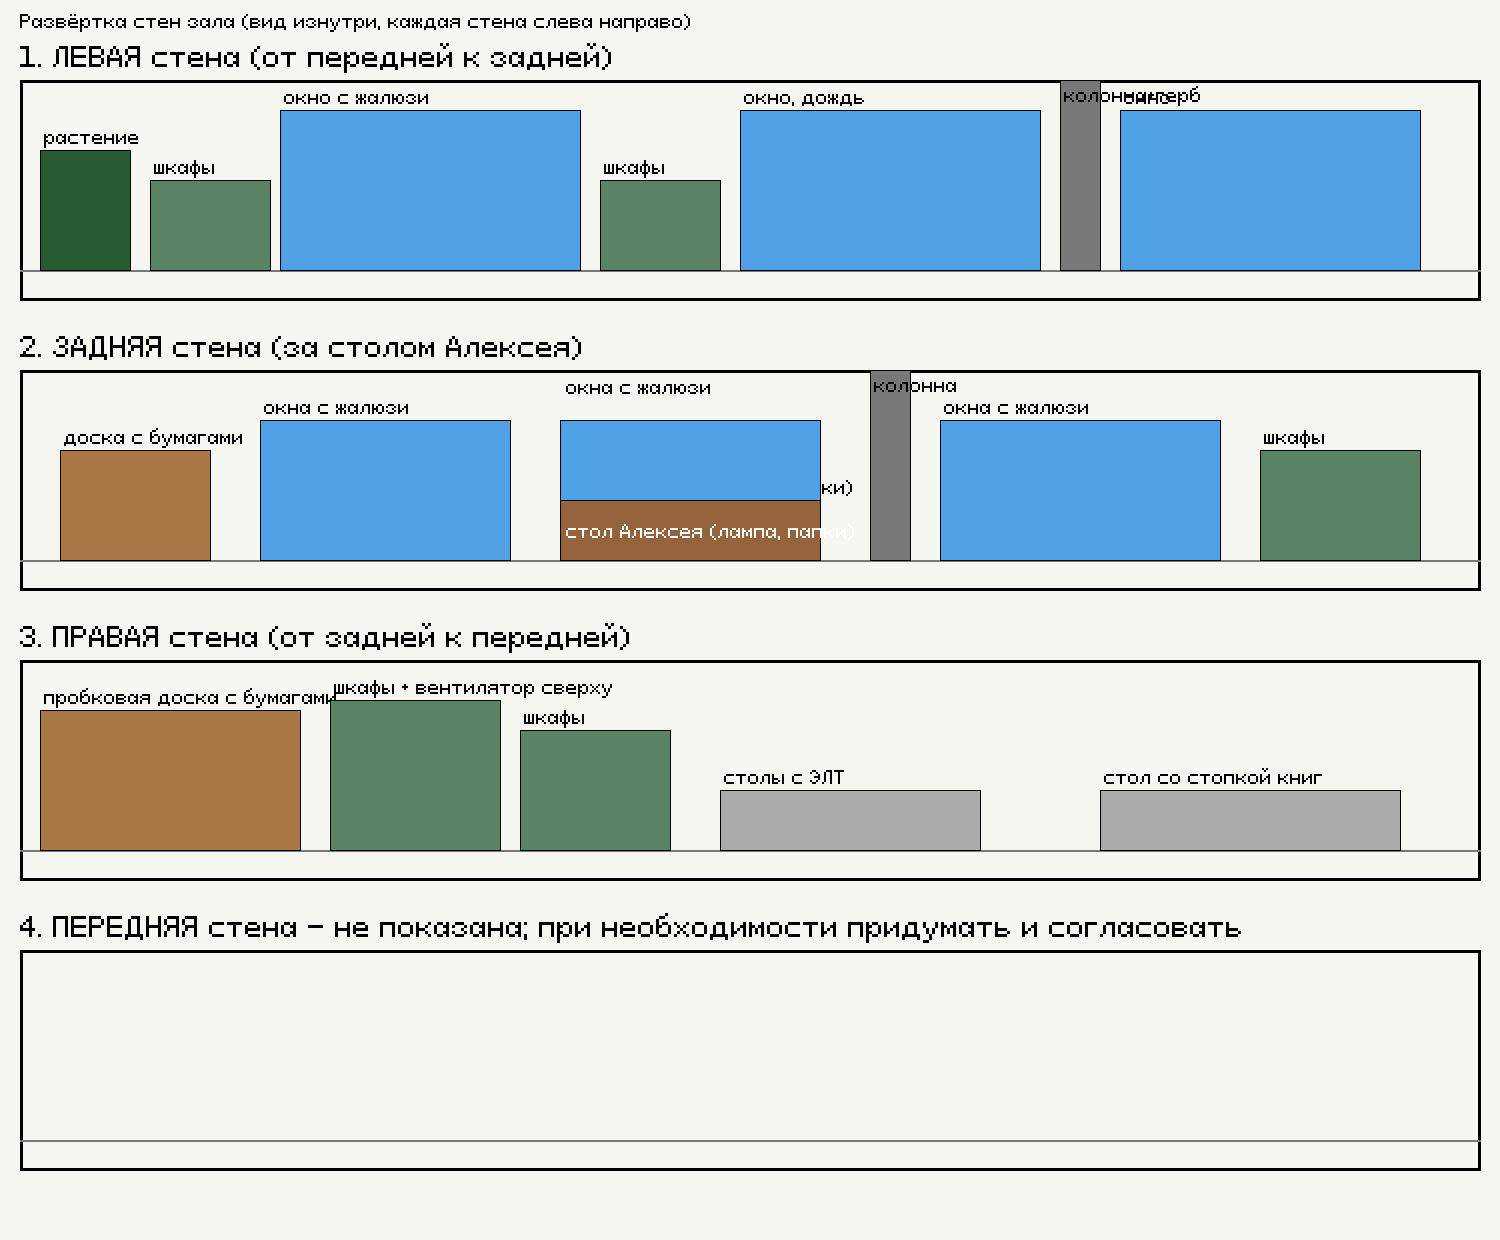 Развёртка стен зала (вид изнутри, каждая стена слева направо)
1. ЛЕВАЯ стена (от передней к задней)
растение
шкафы
окно с жалюзи
шкафы
окно, дождь
2. ЗАДНЯЯ стена (за столом Алексея)
доска с бумагами
окна с жалюзи
окна с жалюзи
стол Алексея (лампа, папки)
ки)
колонна
окна с жалюзи
шкафы
3. ПРАВАЯ стена (от задней к передней)
пробковая доска с бумагами
шкафы + вентилятор сверху
шкафы
столы с ЭЛТ
стол со стопкой книг
4. ПЕРЕДНЯЯ стена — не показана; при необходимости придумать и согласовать